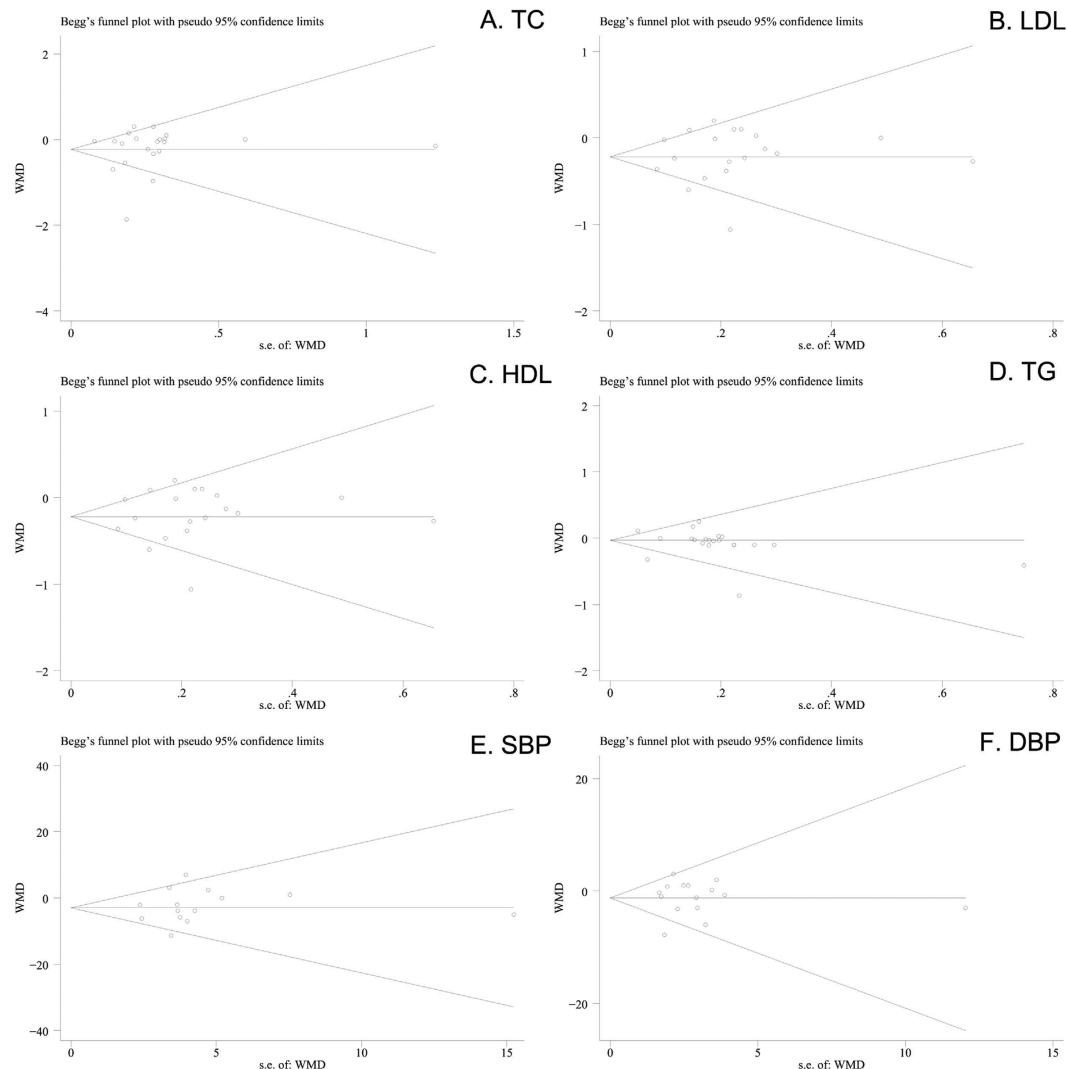 Begg's funnel plot with pseudo 95% confidence limits
A. TC
WMD
2
0
−2
−4
0
.5
1
1.5
s.e. of: WMD
Begg's funnel plot with pseudo 95% confidence limits
B. LDL
WMD
1
0
−1
−2
0
.2
.4
.6
.8
s.e. of: WMD
Begg's funnel plot with pseudo 95% confidence limits
C. HDL
WMD
1
0
−1
−2
0
.2
.4
.6
.8
s.e. of: WMD
Begg's funnel plot with pseudo 95% confidence limits
D. TG
WMD
2
1
0
−1
−2
0
.2
.4
.6
.8
s.e. of: WMD
Begg's funnel plot with pseudo 95% confidence limits
E. SBP
WMD
40
20
0
−20
−40
0
5
10
15
s.e. of: WMD
Begg's funnel plot with pseudo 95% confidence limits
F. DBP
WMD
20
0
−20
0
5
10
15
s.e. of: WMD